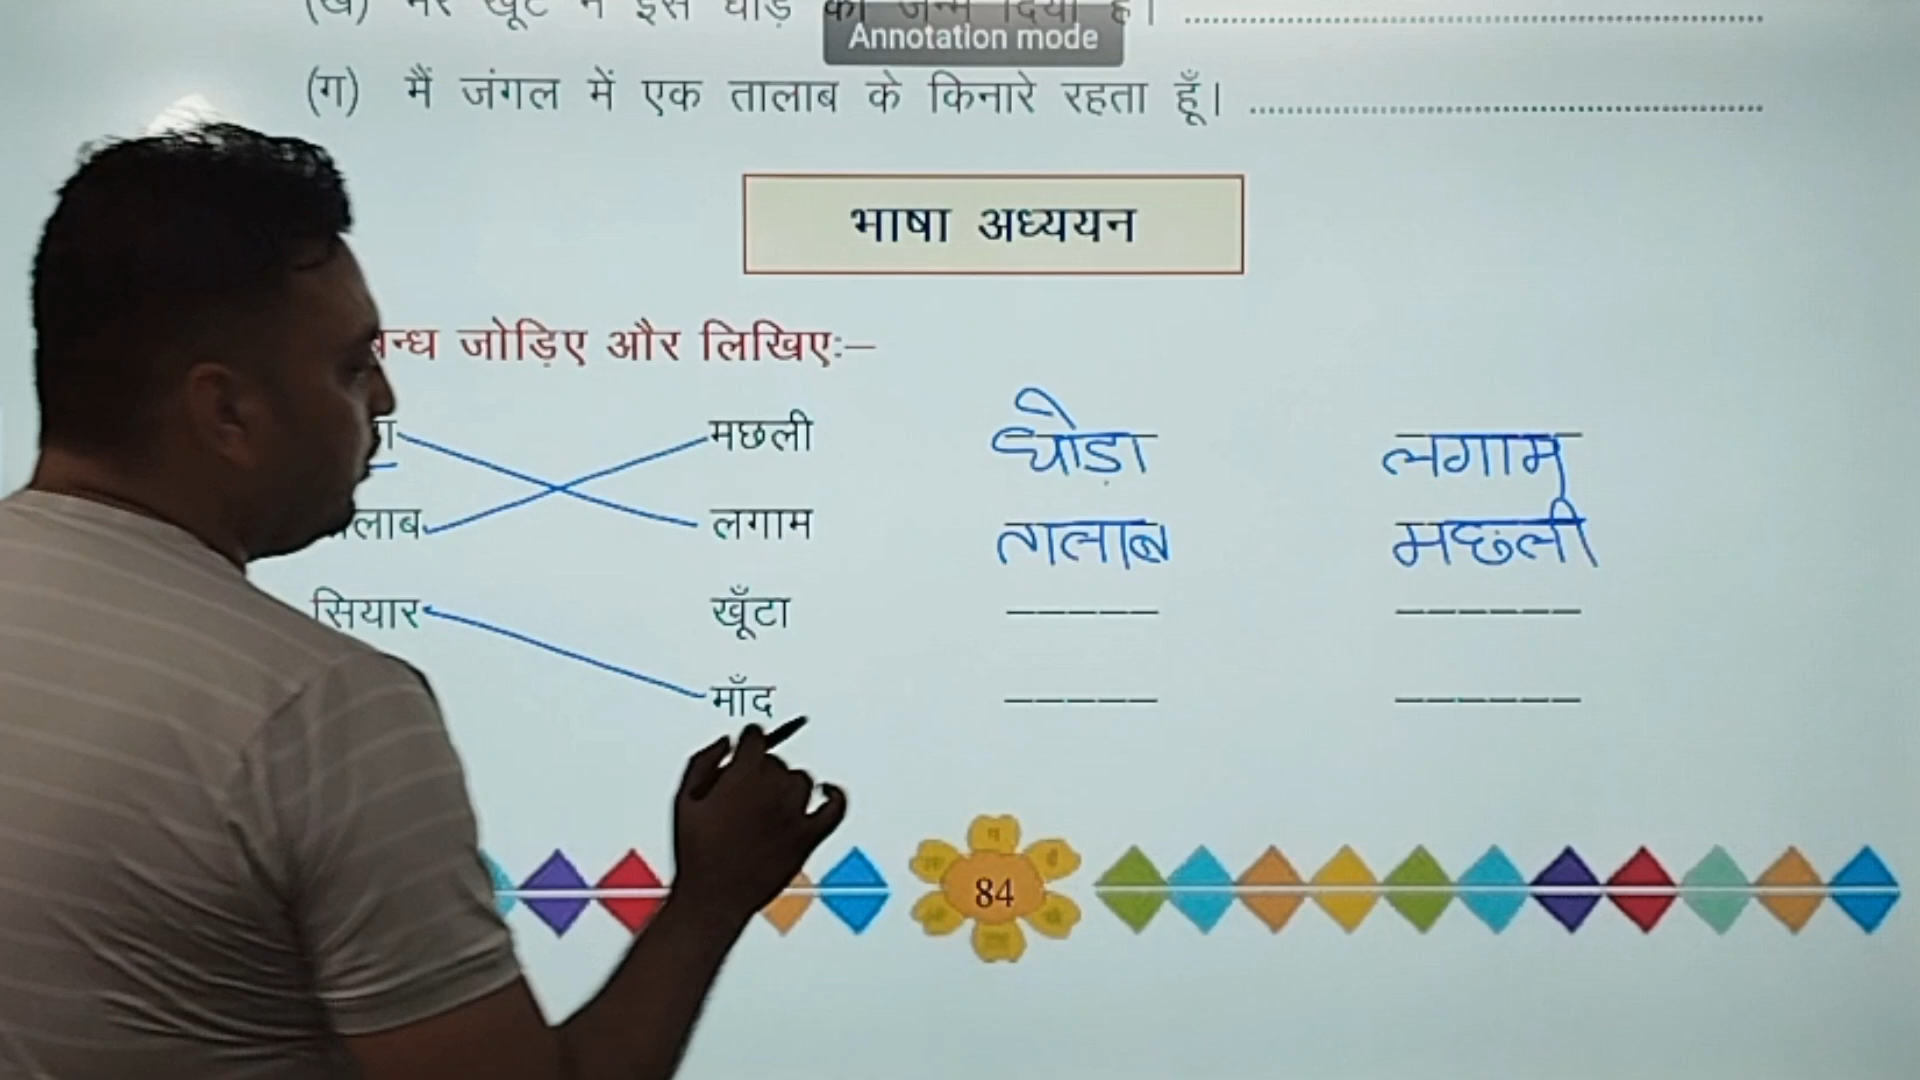 Annotation mode
(ग) मैं जंगल में एक तालाब के किनारे रहता हूँ।
भाषा अध्ययन
जोड़िए और लिखिए:–
मछली घोड़ा लगाम
लगाम तालाब मछली
सियार खूँटा
माँद
84